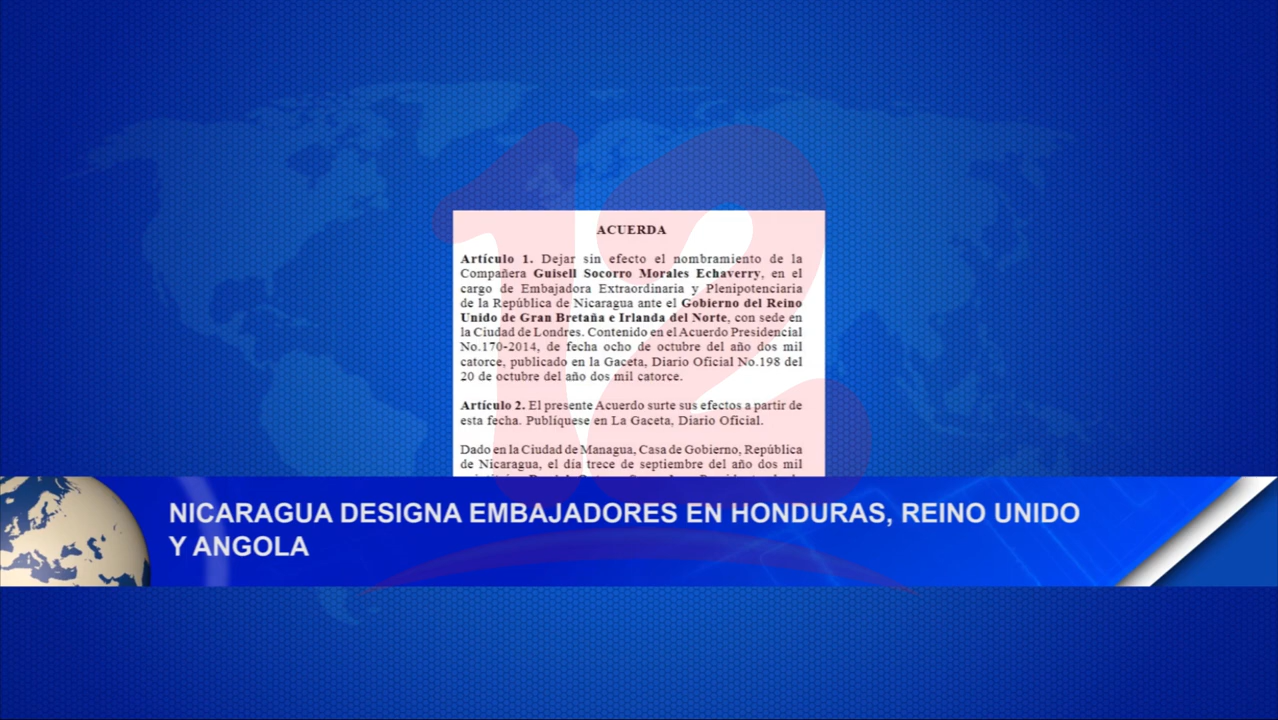 12
ACUERDA
Artículo 1. Dejar sin efecto el nombramiento de la
Compañera Guisell Socorro Morales Echaverry, en el
cargo de Embajadora Extraordinaria y Plenipotenciaria
de la República de Nicaragua ante el Gobierno del Reino
Unido de Gran Bretaña e Irlanda del Norte, con sede en
la Ciudad de Londres. Contenido en el Acuerdo Presidencial
No.170-2014, de fecha ocho de octubre del año dos mil
catorce, publicado en la Gaceta, Diario Oficial No.198 del
20 de octubre del año dos mil catorce.
Artículo 2. El presente Acuerdo surte sus efectos a partir de
esta fecha. Publíquese en La Gaceta, Diario Oficial.
Dado en la Ciudad de Managua, Casa de Gobierno, República
de Nicaragua, el día trece de septiembre del año dos mil
NICARAGUA DESIGNA EMBAJADORES EN HONDURAS, REINO UNIDO
Y ANGOLA